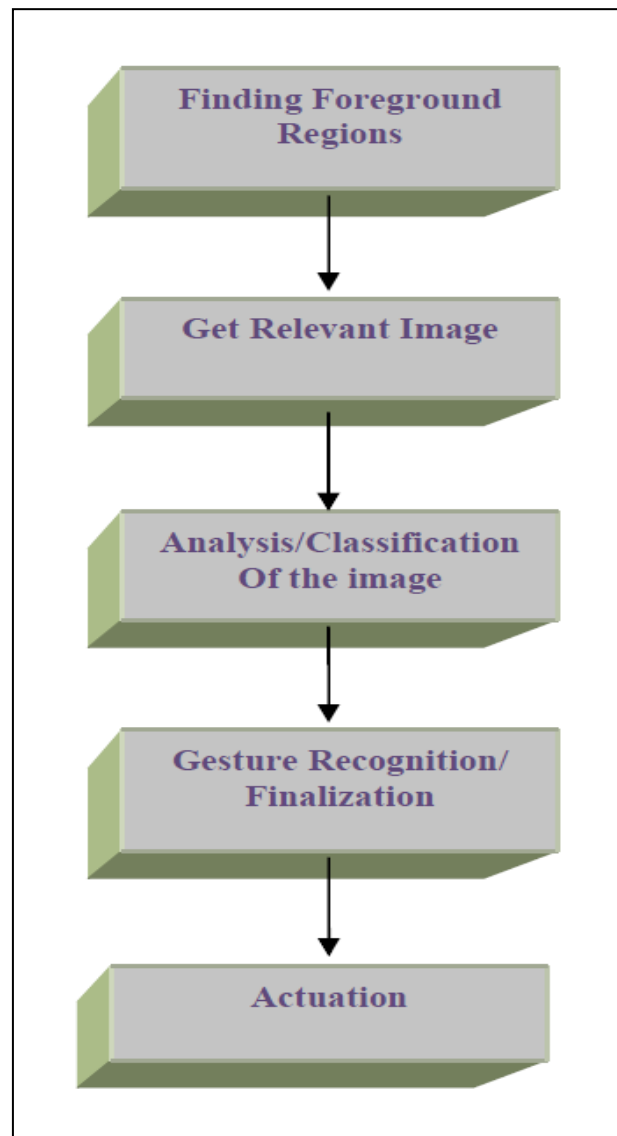 Finding Foreground
Regions
Get Relevant Image
Analysis/Classification
Of the image
Gesture Recognition/
Finalization
Actuation